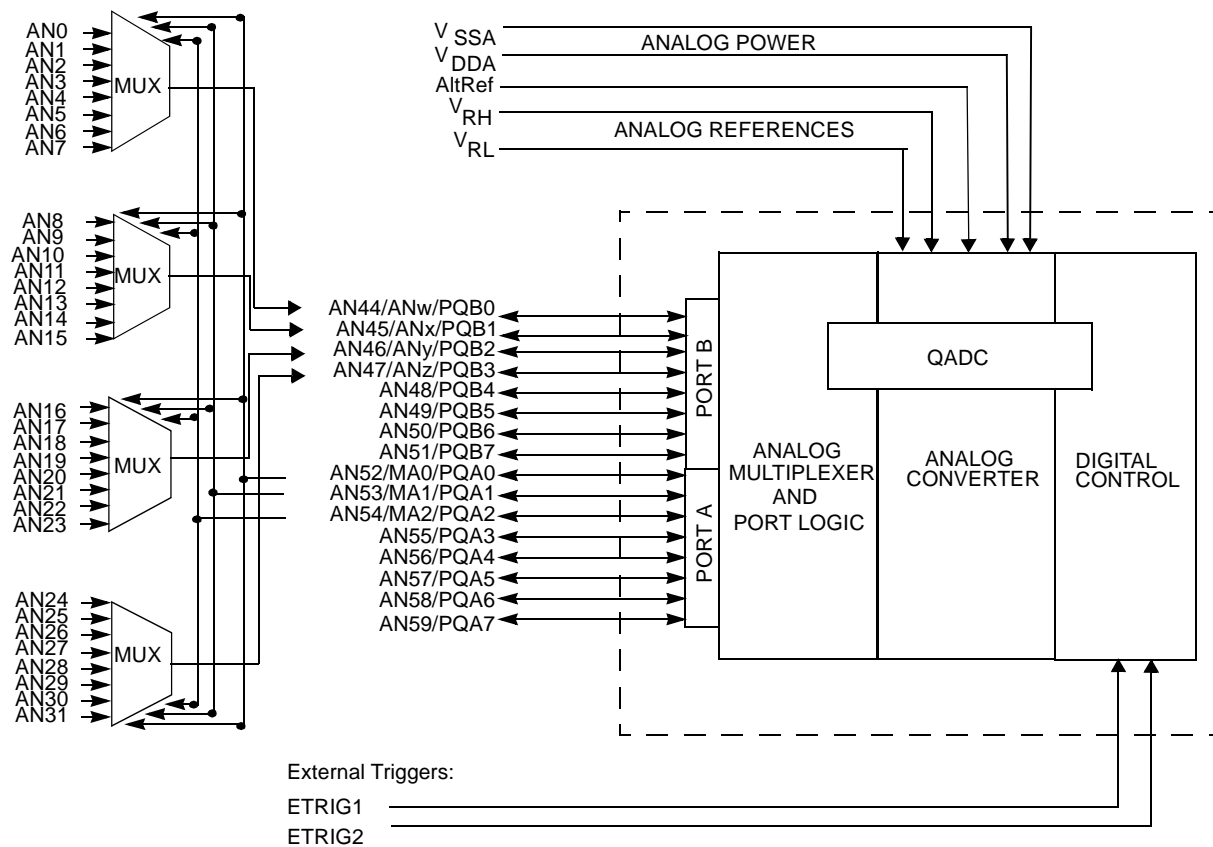 AN0
AN1
AN2
AN3
AN4
AN5
AN6
AN7
MUX
AN8
AN9
AN10
AN11
AN12
AN13
AN14
AN15
MUX
AN16
AN17
AN18
AN19
AN20
AN21
AN22
AN23
MUX
AN24
AN25
AN26
AN27
AN28
AN29
AN30
AN31
MUX
VSSA
VDDA
ANALOG POWER
AltRef
VRH
VRL
ANALOG REFERENCES
AN44/ANw/PQB0
AN45/ANx/PQB1
AN46/ANy/PQB2
AN47/ANz/PQB3
AN48/PQB4
AN49/PQB5
AN50/PQB6
AN51/PQB7
AN52/MA0/PQA0
AN53/MA1/PQA1
AN54/MA2/PQA2
AN55/PQA3
AN56/PQA4
AN57/PQA5
AN58/PQA6
AN59/PQA7
PORT B
PORT A
QADC
ANALOG
MULTIPLEXER
AND
PORT LOGIC
ANALOG
CONVERTER
DIGITAL
CONTROL
External Triggers:
ETRIG1
ETRIG2